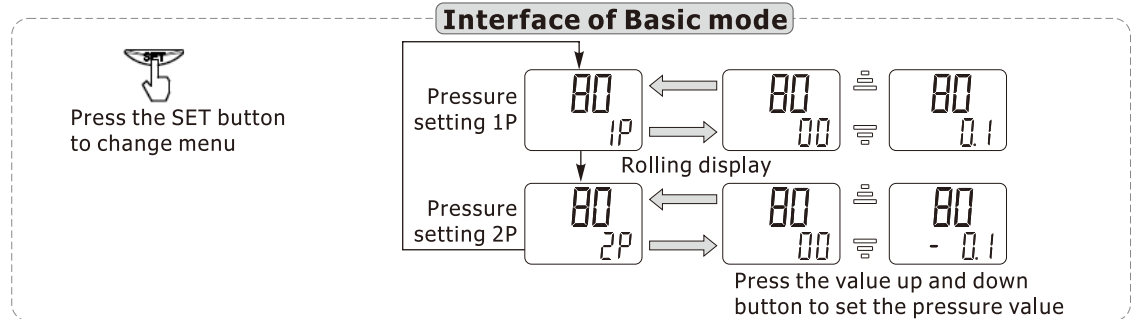 Interface of Basic mode
SET
Press the SET button
to change menu
Pressure
setting 1P
80
1P
80
00
80
0.1
Rolling display
Pressure
setting 2P
80
2P
80
00
80
- 0.1
Press the value up and down
button to set the pressure value